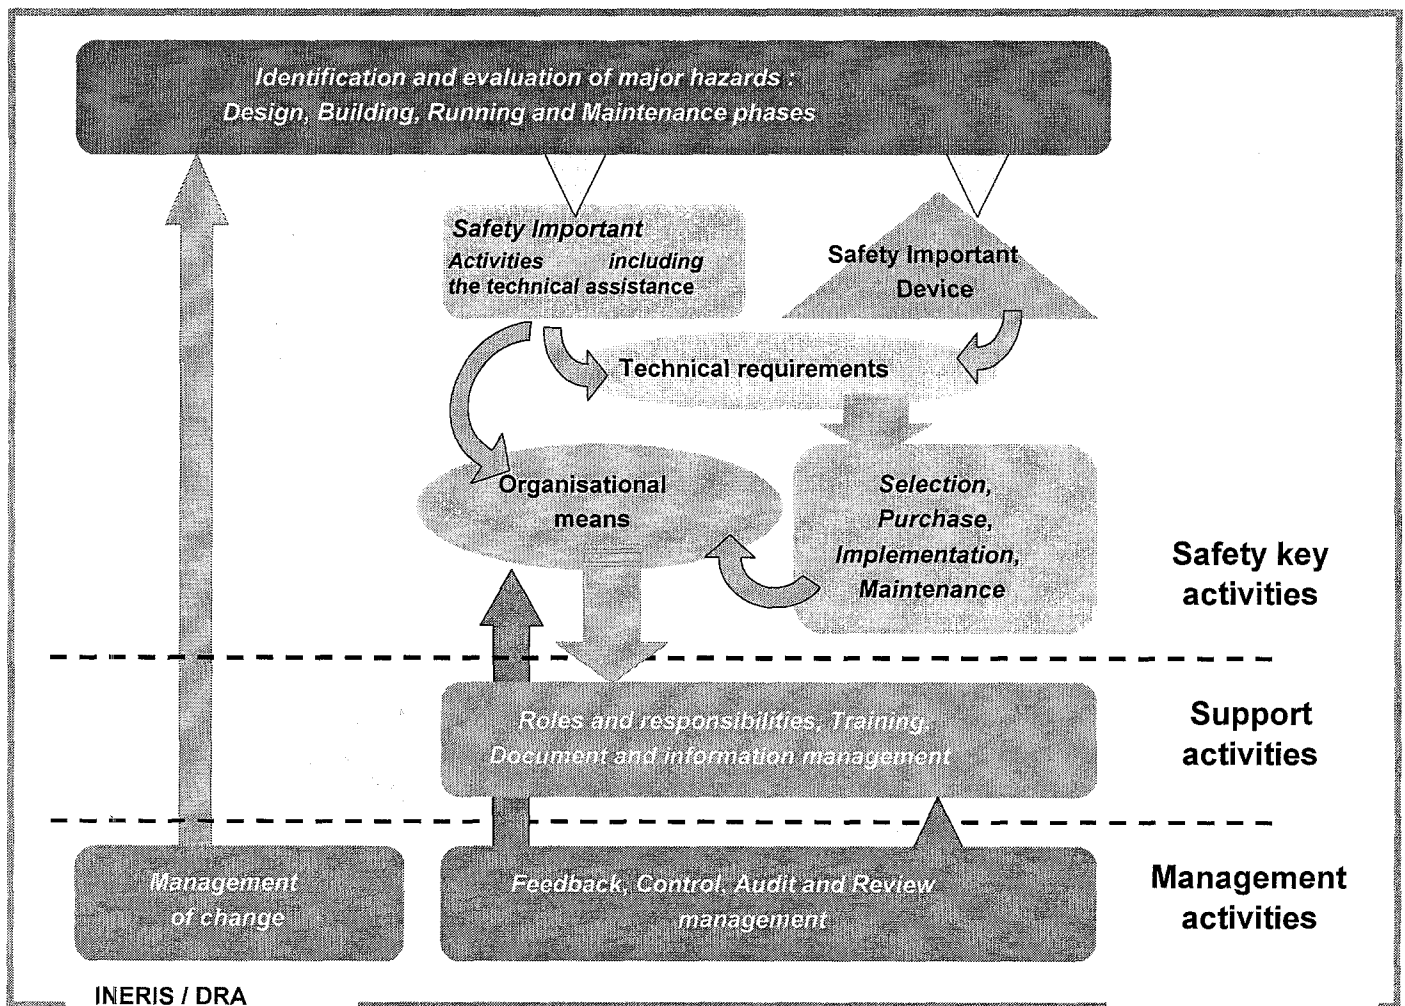 Identification and evaluation of major hazards :
Design, Building, Running and Maintenance phases
Safety Important
Activities including
the technical assistance
Safety Important
Device
Technical requirements
Organisational
means
Selection,
Purchase,
Implementation,
Maintenance
Safety key
activities
Roles and responsibilities, Training,
Document and information management
Support
activities
Management
of change
Feedback, Control, Audit and Review
management
Management
activities
INERIS / DRA